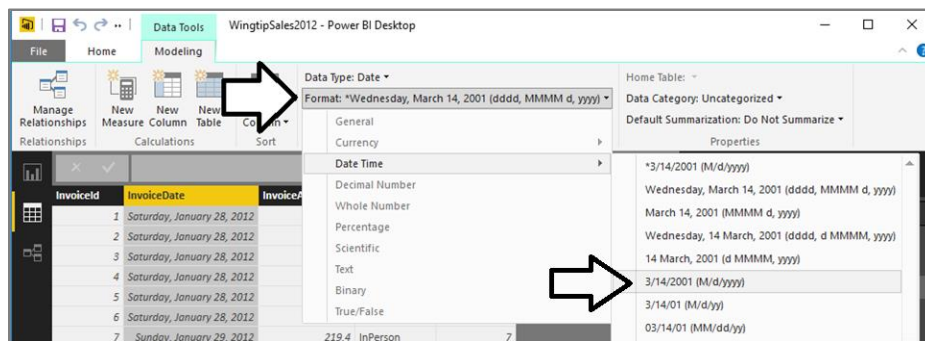 Data Tools WingtipSales2012 - Power BI Desktop
File Home Modeling
Manage Relationships
New Measure
New Column
New Table
Relationships Calculations Sort
Data Type: Date
Format: *Wednesday, March 14, 2001 (dddd, MMMM d, yyyy)
General
Currency
Date Time
Decimal Number
Whole Number
Percentage
Scientific
Text
Binary
True/False
Home Table:
Data Category: Uncategorized
Default Summarization: Do Not Summarize
Properties
*3/14/2001 (M/d/yyyy)
Wednesday, March 14, 2001 (dddd, MMMM d, yyyy)
March 14, 2001 (MMMM d, yyyy)
Wednesday, 14 March, 2001 (dddd, d MMMM, yyyy)
14 March, 2001 (d MMMM, yyyy)
3/14/2001 (M/d/yyyy)
3/14/01 (M/d/yy)
03/14/01 (MM/dd/yy)
InvoiceId InvoiceDate
1 Saturday, January 28, 2012
2 Saturday, January 28, 2012
3 Saturday, January 28, 2012
4 Saturday, January 28, 2012
5 Saturday, January 28, 2012
6 Saturday, January 28, 2012
7 Sunday, January 29, 2012 219.4 InPerson 7